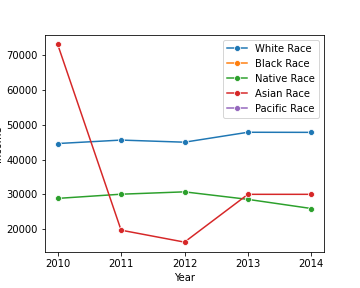 White Race
Black Race
Native Race
Asian Race
Pacific Race
70000
60000
50000
40000
30000
20000
2010
2011
2012
2013
2014
Year